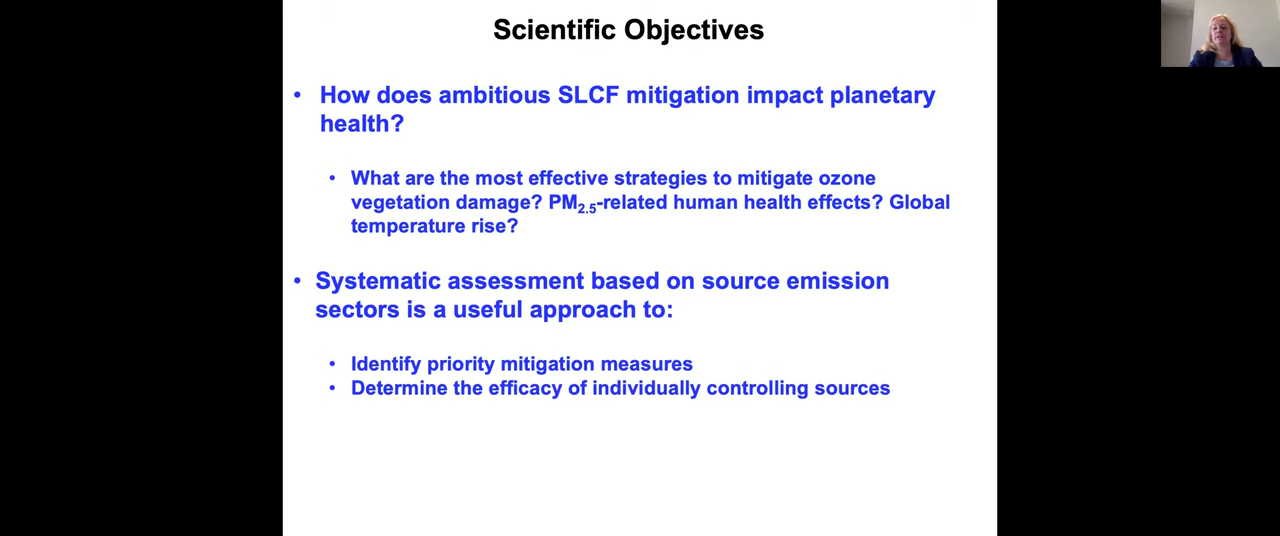 Scientific Objectives
• How does ambitious SLCF mitigation impact planetary
health?
• What are the most effective strategies to mitigate ozone
vegetation damage? PM2.5-related human health effects? Global
temperature rise?
• Systematic assessment based on source emission
sectors is a useful approach to:
• Identify priority mitigation measures
• Determine the efficacy of individually controlling sources